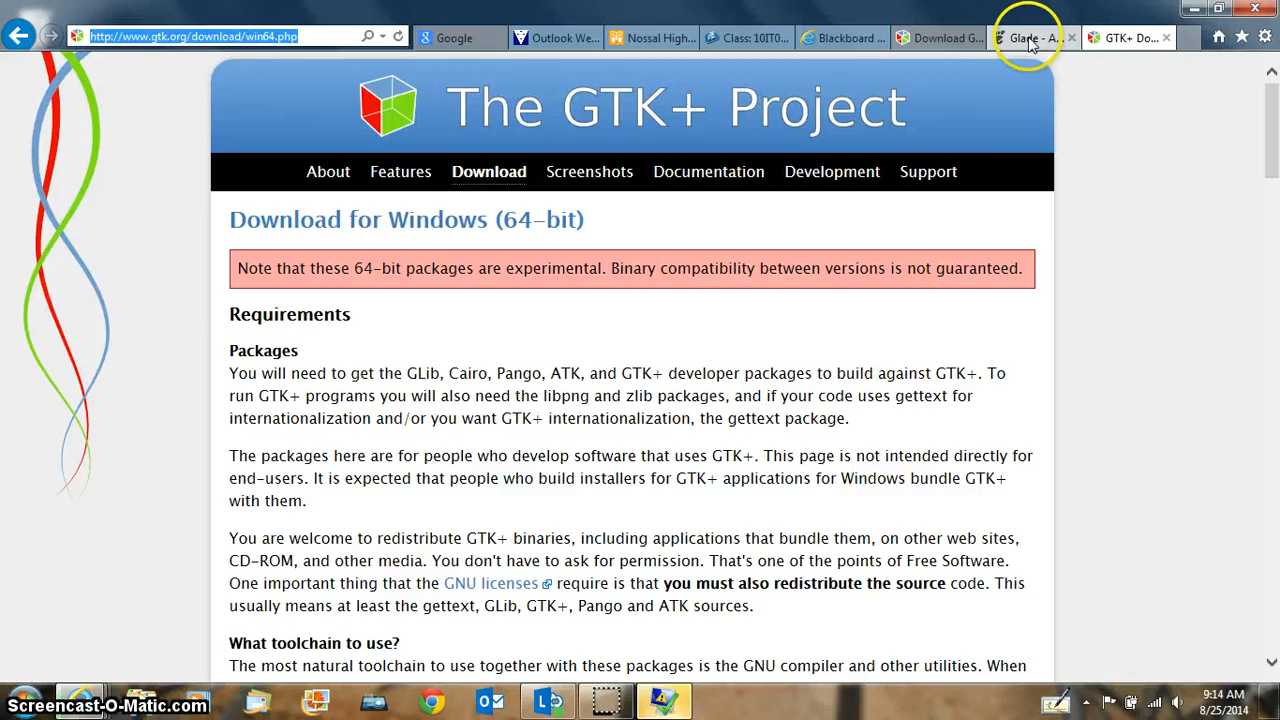 http://www.gtk.org/download/win64.php
Google
Outlook We...
Nossal High...
Class: 10IT0...
Blackboard ...
Download G...
Glade - A...
GTK+ Do...
The GTK+ Project
About Features Download Screenshots Documentation Development Support
Download for Windows (64-bit)
Note that these 64-bit packages are experimental. Binary compatibility between versions is not guaranteed.
Requirements
Packages
You will need to get the GLib, Cairo, Pango, ATK, and GTK+ developer packages to build against GTK+. To
run GTK+ programs you will also need the libpng and zlib packages, and if your code uses gettext for
internationalization and/or you want GTK+ internationalization, the gettext package.
The packages here are for people who develop software that uses GTK+. This page is not intended directly for
end-users. It is expected that people who build installers for GTK+ applications for Windows bundle GTK+
with them.
You are welcome to redistribute GTK+ binaries, including applications that bundle them, on other web sites,
CD-ROM, and other media. You don't have to ask for permission. That's one of the points of Free Software.
One important thing that the GNU licenses require is that you must also redistribute the source code. This
usually means at least the gettext, GLib, GTK+, Pango and ATK sources.
What toolchain to use?
The most natural toolchain to use together with these packages is the GNU compiler and other utilities. When
Screencast-O-Matic.com
9:14 AM
8/25/2014